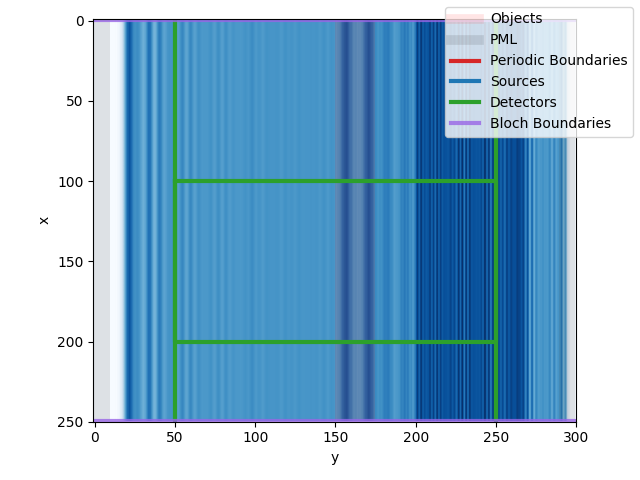 Objects
PML
Periodic Boundaries
Sources
Detectors
Bloch Boundaries
0
50
100
150
200
250
x
0
50
100
150
200
250
300
y